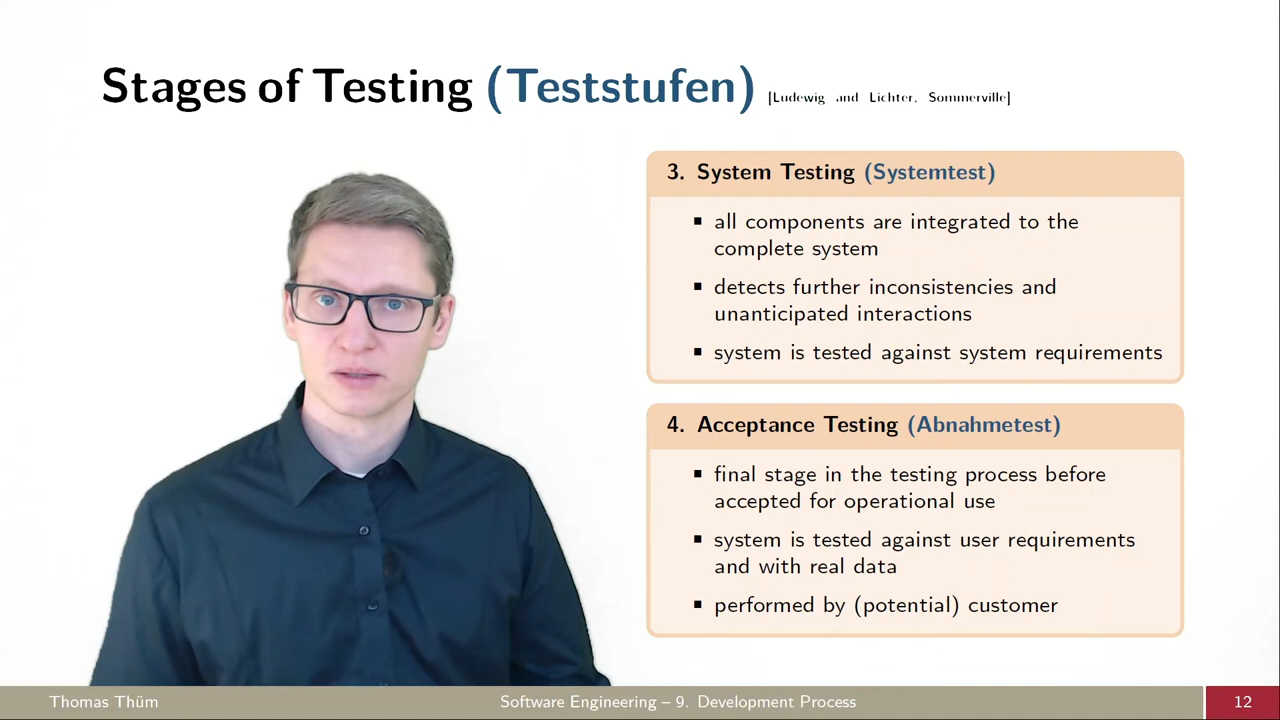 Stages of Testing (Teststufen) [Ludewig and Lichter, Sommerville]
3. System Testing (Systemtest)
▪ all components are integrated to the
complete system
▪ detects further inconsistencies and
unanticipated interactions
▪ system is tested against system requirements
4. Acceptance Testing (Abnahmetest)
▪ final stage in the testing process before
accepted for operational use
▪ system is tested against user requirements
and with real data
▪ performed by (potential) customer
Thomas Thüm Software Engineering – 9. Development Process 12